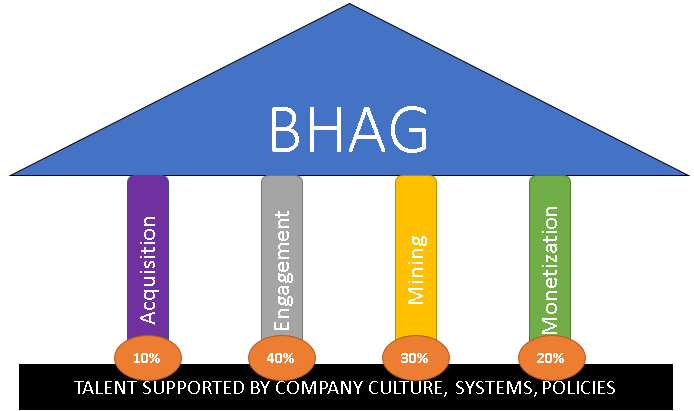 BHAG
Acquisition
Engagement
Mining
Monetization
10%
40%
30%
20%
TALENT SUPPORTED BY COMPANY CULTURE, SYSTEMS, POLICIES